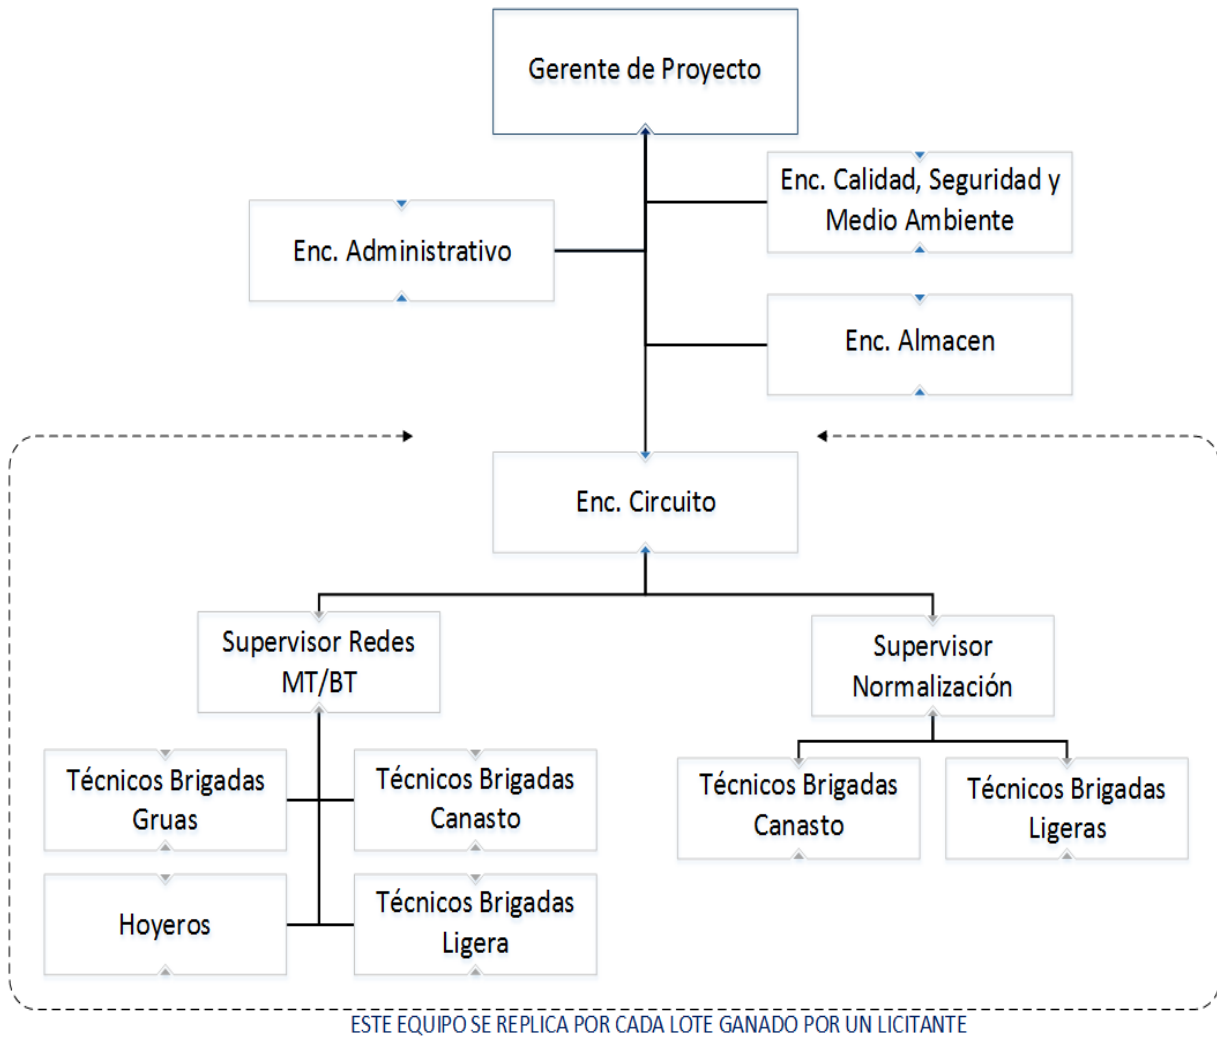 Gerente de Proyecto
Enc. Calidad, Seguridad y
Medio Ambiente
Enc. Administrativo
Enc. Almacen
Enc. Circuito
Supervisor Redes
MT/BT
Supervisor
Normalización
Técnicos Brigadas
Gruas
Técnicos Brigadas
Canasto
Técnicos Brigadas
Canasto
Técnicos Brigadas
Ligeras
Hoyeros
Técnicos Brigadas
Ligera
ESTE EQUIPO SE REPLICA POR CADA LOTE GANADO POR UN LICITANTE